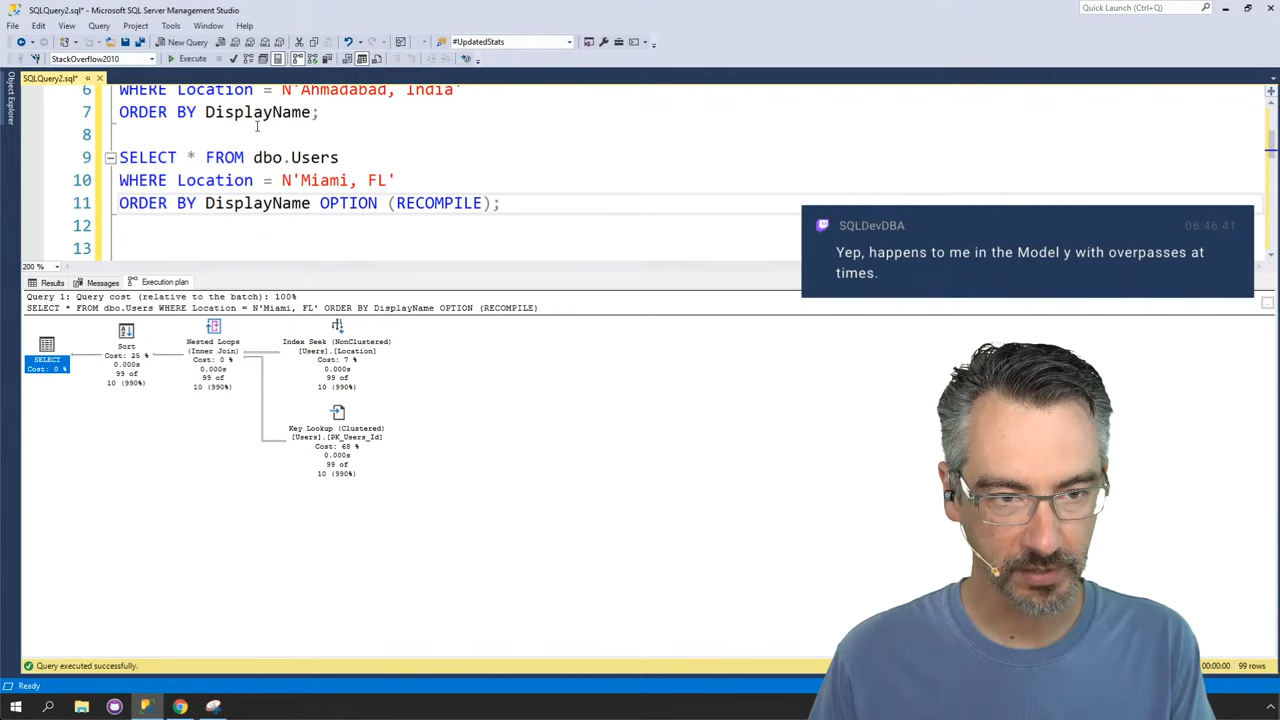 SQLQuery2.sql* - Microsoft SQL Server Management Studio
Quick Launch (Ctrl+Q)
File Edit View Query Project Tools Window Help
New Query
#UpdatedStats
StackOverflow2010
Execute
Object Explorer
SQLQuery2.sql*
6 WHERE Location = N'Ahmadabad, India'
7 ORDER BY DisplayName;
8
9 SELECT * FROM dbo.Users
10 WHERE Location = N'Miami, FL'
11 ORDER BY DisplayName OPTION (RECOMPILE);
12
13
SQLDevDBA 06:46:41
Yep, happens to me in the Model y with overpasses at
times.
200 %
Results Messages Execution plan
Query 1: Query cost (relative to the batch): 100%
SELECT * FROM dbo.Users WHERE Location = N'Miami, FL' ORDER BY DisplayName OPTION (RECOMPILE)
SELECT
Cost: 0 %
Sort
Cost: 25 %
0.000s
99 of
10 (990%)
Nested Loops
(Inner Join)
Cost: 0 %
0.000s
99 of
10 (990%)
Index Seek (NonClustered)
[Users].[Location]
Cost: 7 %
0.000s
99 of
10 (990%)
Key Lookup (Clustered)
[Users].[PK_Users_Id]
Cost: 68 %
0.000s
99 of
10 (990%)
Query executed successfully.
00:00:00 99 rows
Ready